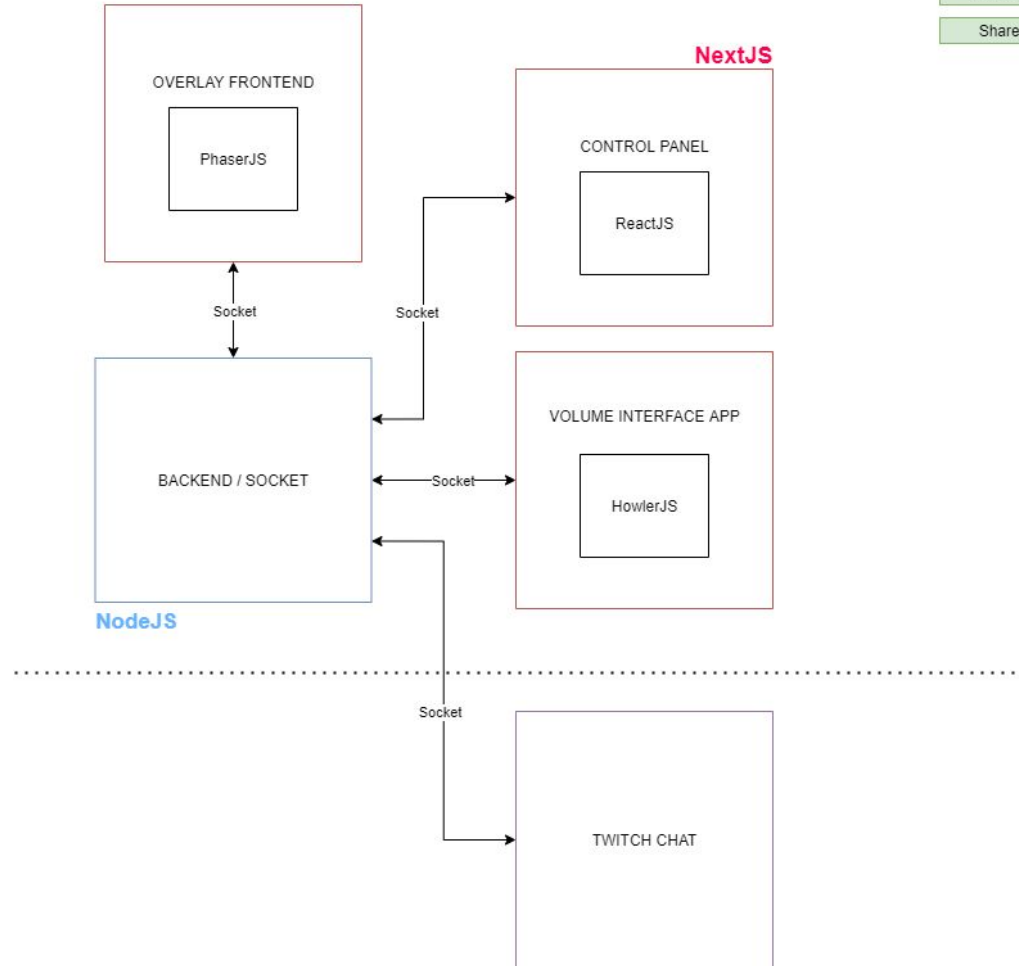 Share
NextJS
OVERLAY FRONTEND
PhaserJS
CONTROL PANEL
ReactJS
Socket
Socket
VOLUME INTERFACE APP
BACKEND / SOCKET
Socket
HowlerJS
NodeJS
Socket
TWITCH CHAT